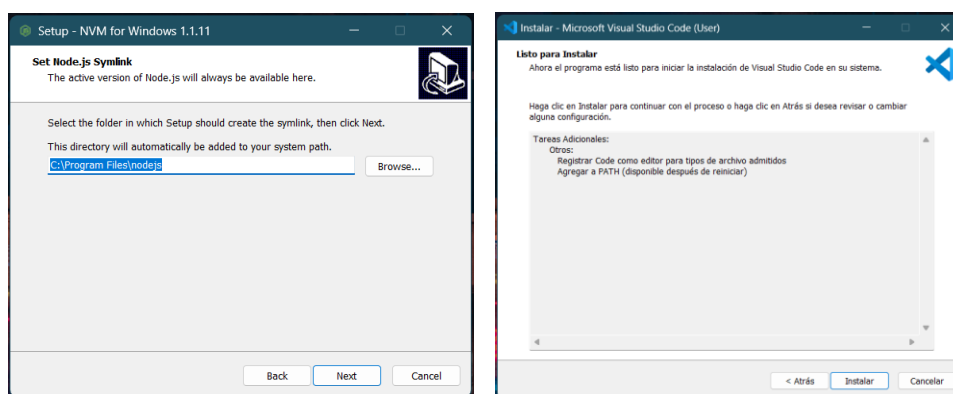 Setup - NVM for Windows 1.1.11
Set Node.js Symlink
The active version of Node.js will always be available here.
Select the folder in which Setup should create the symlink, then click Next.
This directory will automatically be added to your system path.
C:\Program Files\nodejs
Browse...
Back
Next
Cancel
Instalar - Microsoft Visual Studio Code (User)
Listo para Instalar
Ahora el programa está listo para iniciar la instalación de Visual Studio Code en su sistema.
Haga clic en Instalar para continuar con el proceso o haga clic en Atrás si desea revisar o cambiar
alguna configuración.
Tareas Adicionales:
Otros:
Registrar Code como editor para tipos de archivo admitidos
Agregar a PATH (disponible después de reiniciar)
< Atrás
Instalar
Cancelar